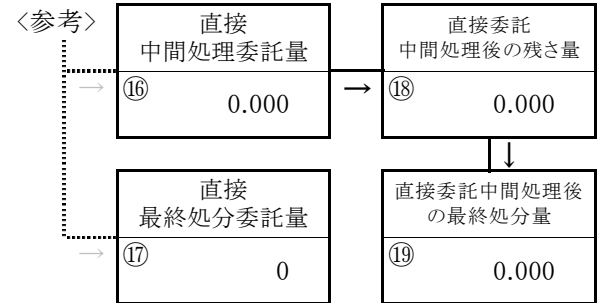 〈参考〉
直接
中間処理委託量
→
⑯
0.000
→
直接委託
中間処理後の残さ量
⑱
0.000
↓
直接
最終処分委託量
→
⑰
0
直接委託中間処理後
の最終処分量
⑲
0.000